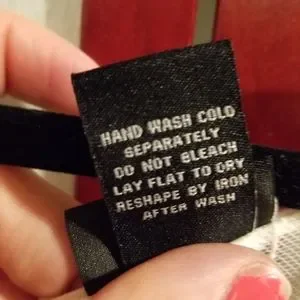 HAND WASH COLD
SEPARATELY
DO NOT BLEACH
LAY FLAT TO DRY
RESHAPE BY IRON
AFTER WASH